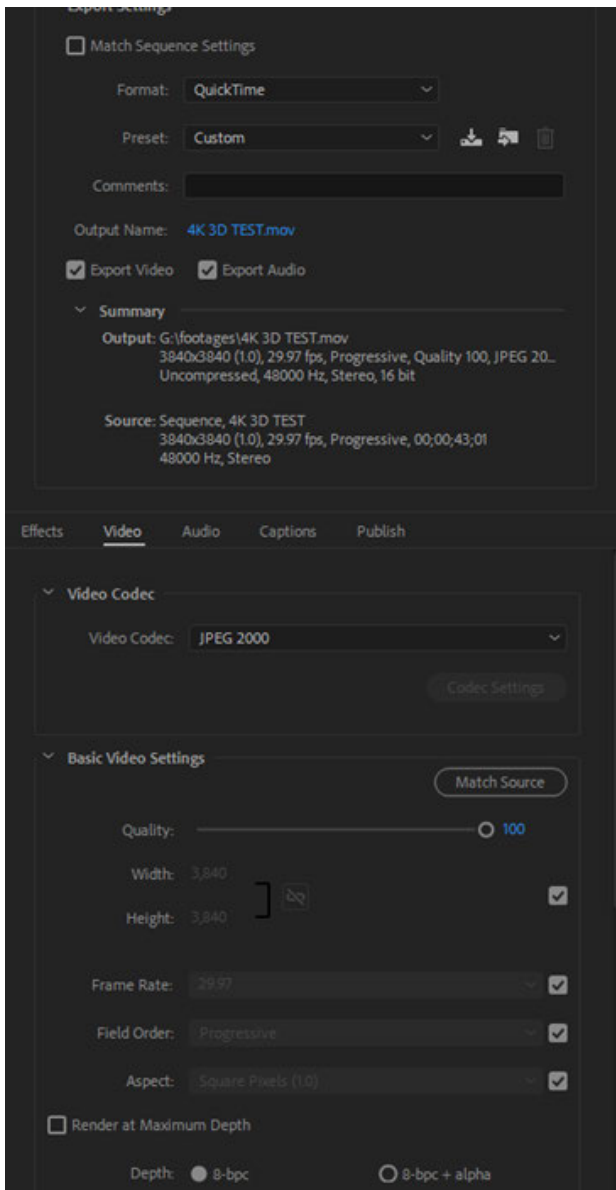 Export Settings
Match Sequence Settings
Format: QuickTime
Preset: Custom
Comments:
Output Name: 4K 3D TEST.mov
Export Video Export Audio
Summary
Output: G:\footages\4K 3D TEST.mov
3840x3840 (1.0), 29.97 fps, Progressive, Quality 100, JPEG 20...
Uncompressed, 48000 Hz, Stereo, 16 bit
Source: Sequence, 4K 3D TEST
3840x3840 (1.0), 29.97 fps, Progressive, 00;00;43;01
48000 Hz, Stereo
Effects Video Audio Captions Publish
Video Codec
Video Codec: JPEG 2000
Codec Settings
Basic Video Settings
Match Source
Quality: 100
Width: 3,840
Height: 3,840
Frame Rate: 29.97
Field Order: Progressive
Aspect: Square Pixels (1.0)
Render at Maximum Depth
Depth: 8-bpc 8-bpc + alpha